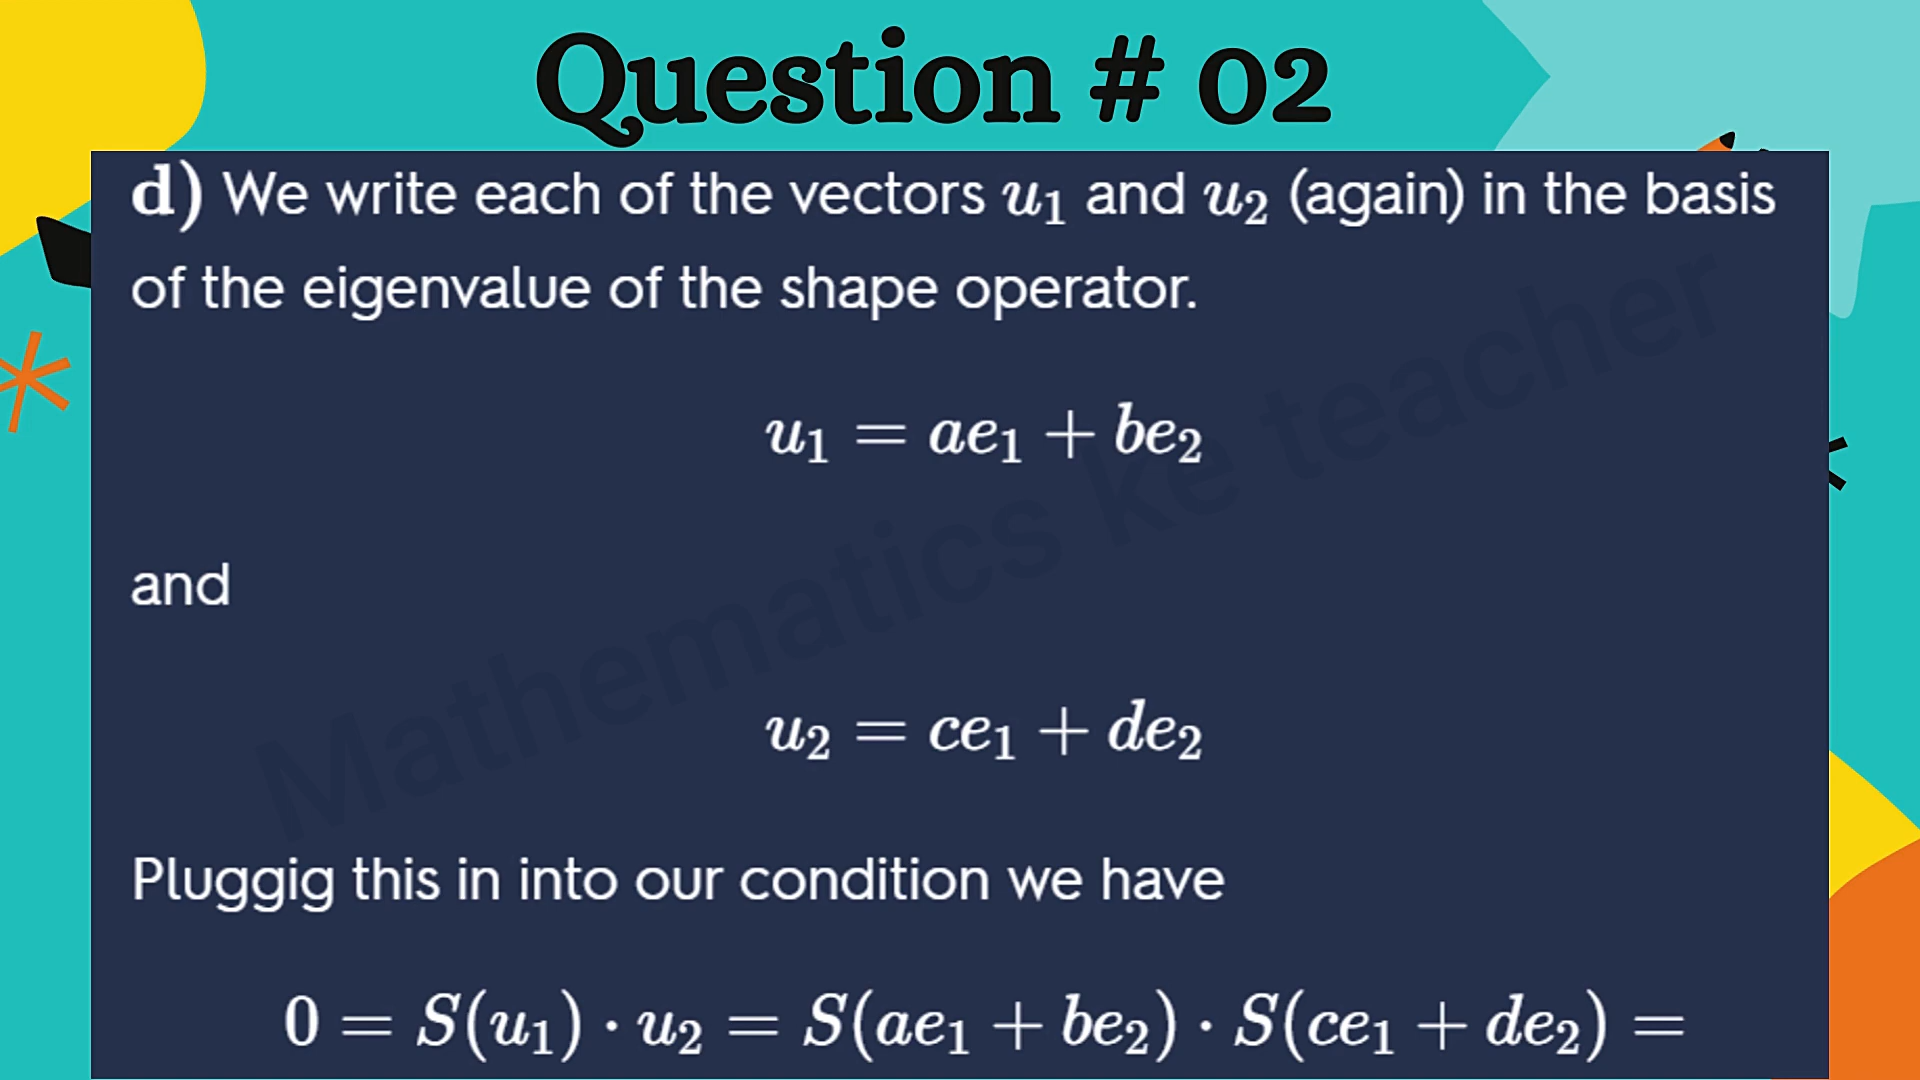 Question # 02
d) We write each of the vectors u₁ and u₂ (again) in the basis
of the eigenvalue of the shape operator.
u₁ = ae₁ + be₂
and
u₂ = ce₁ + de₂
Pluggig this in into our condition we have
0 = S(u₁) · u₂ = S(ae₁ + be₂) · S(ce₁ + de₂) =
Mathematics ke teacher